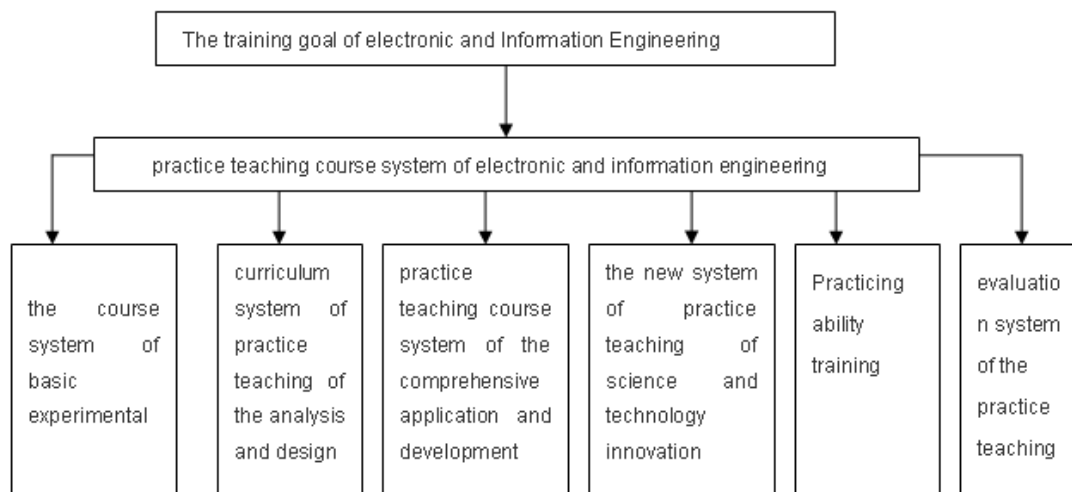 The training goal of electronic and Information Engineering
practice teaching course system of electronic and information engineering
the course
system of
basic
experimental
curriculum
system of
practice
teaching of
the analysis
and design
practice
teaching course
system of the
comprehensive
application and
development
the new system
of practice
teaching of
science and
technology
innovation
Practicing
ability
training
evaluatio
n system
of the
practice
teaching